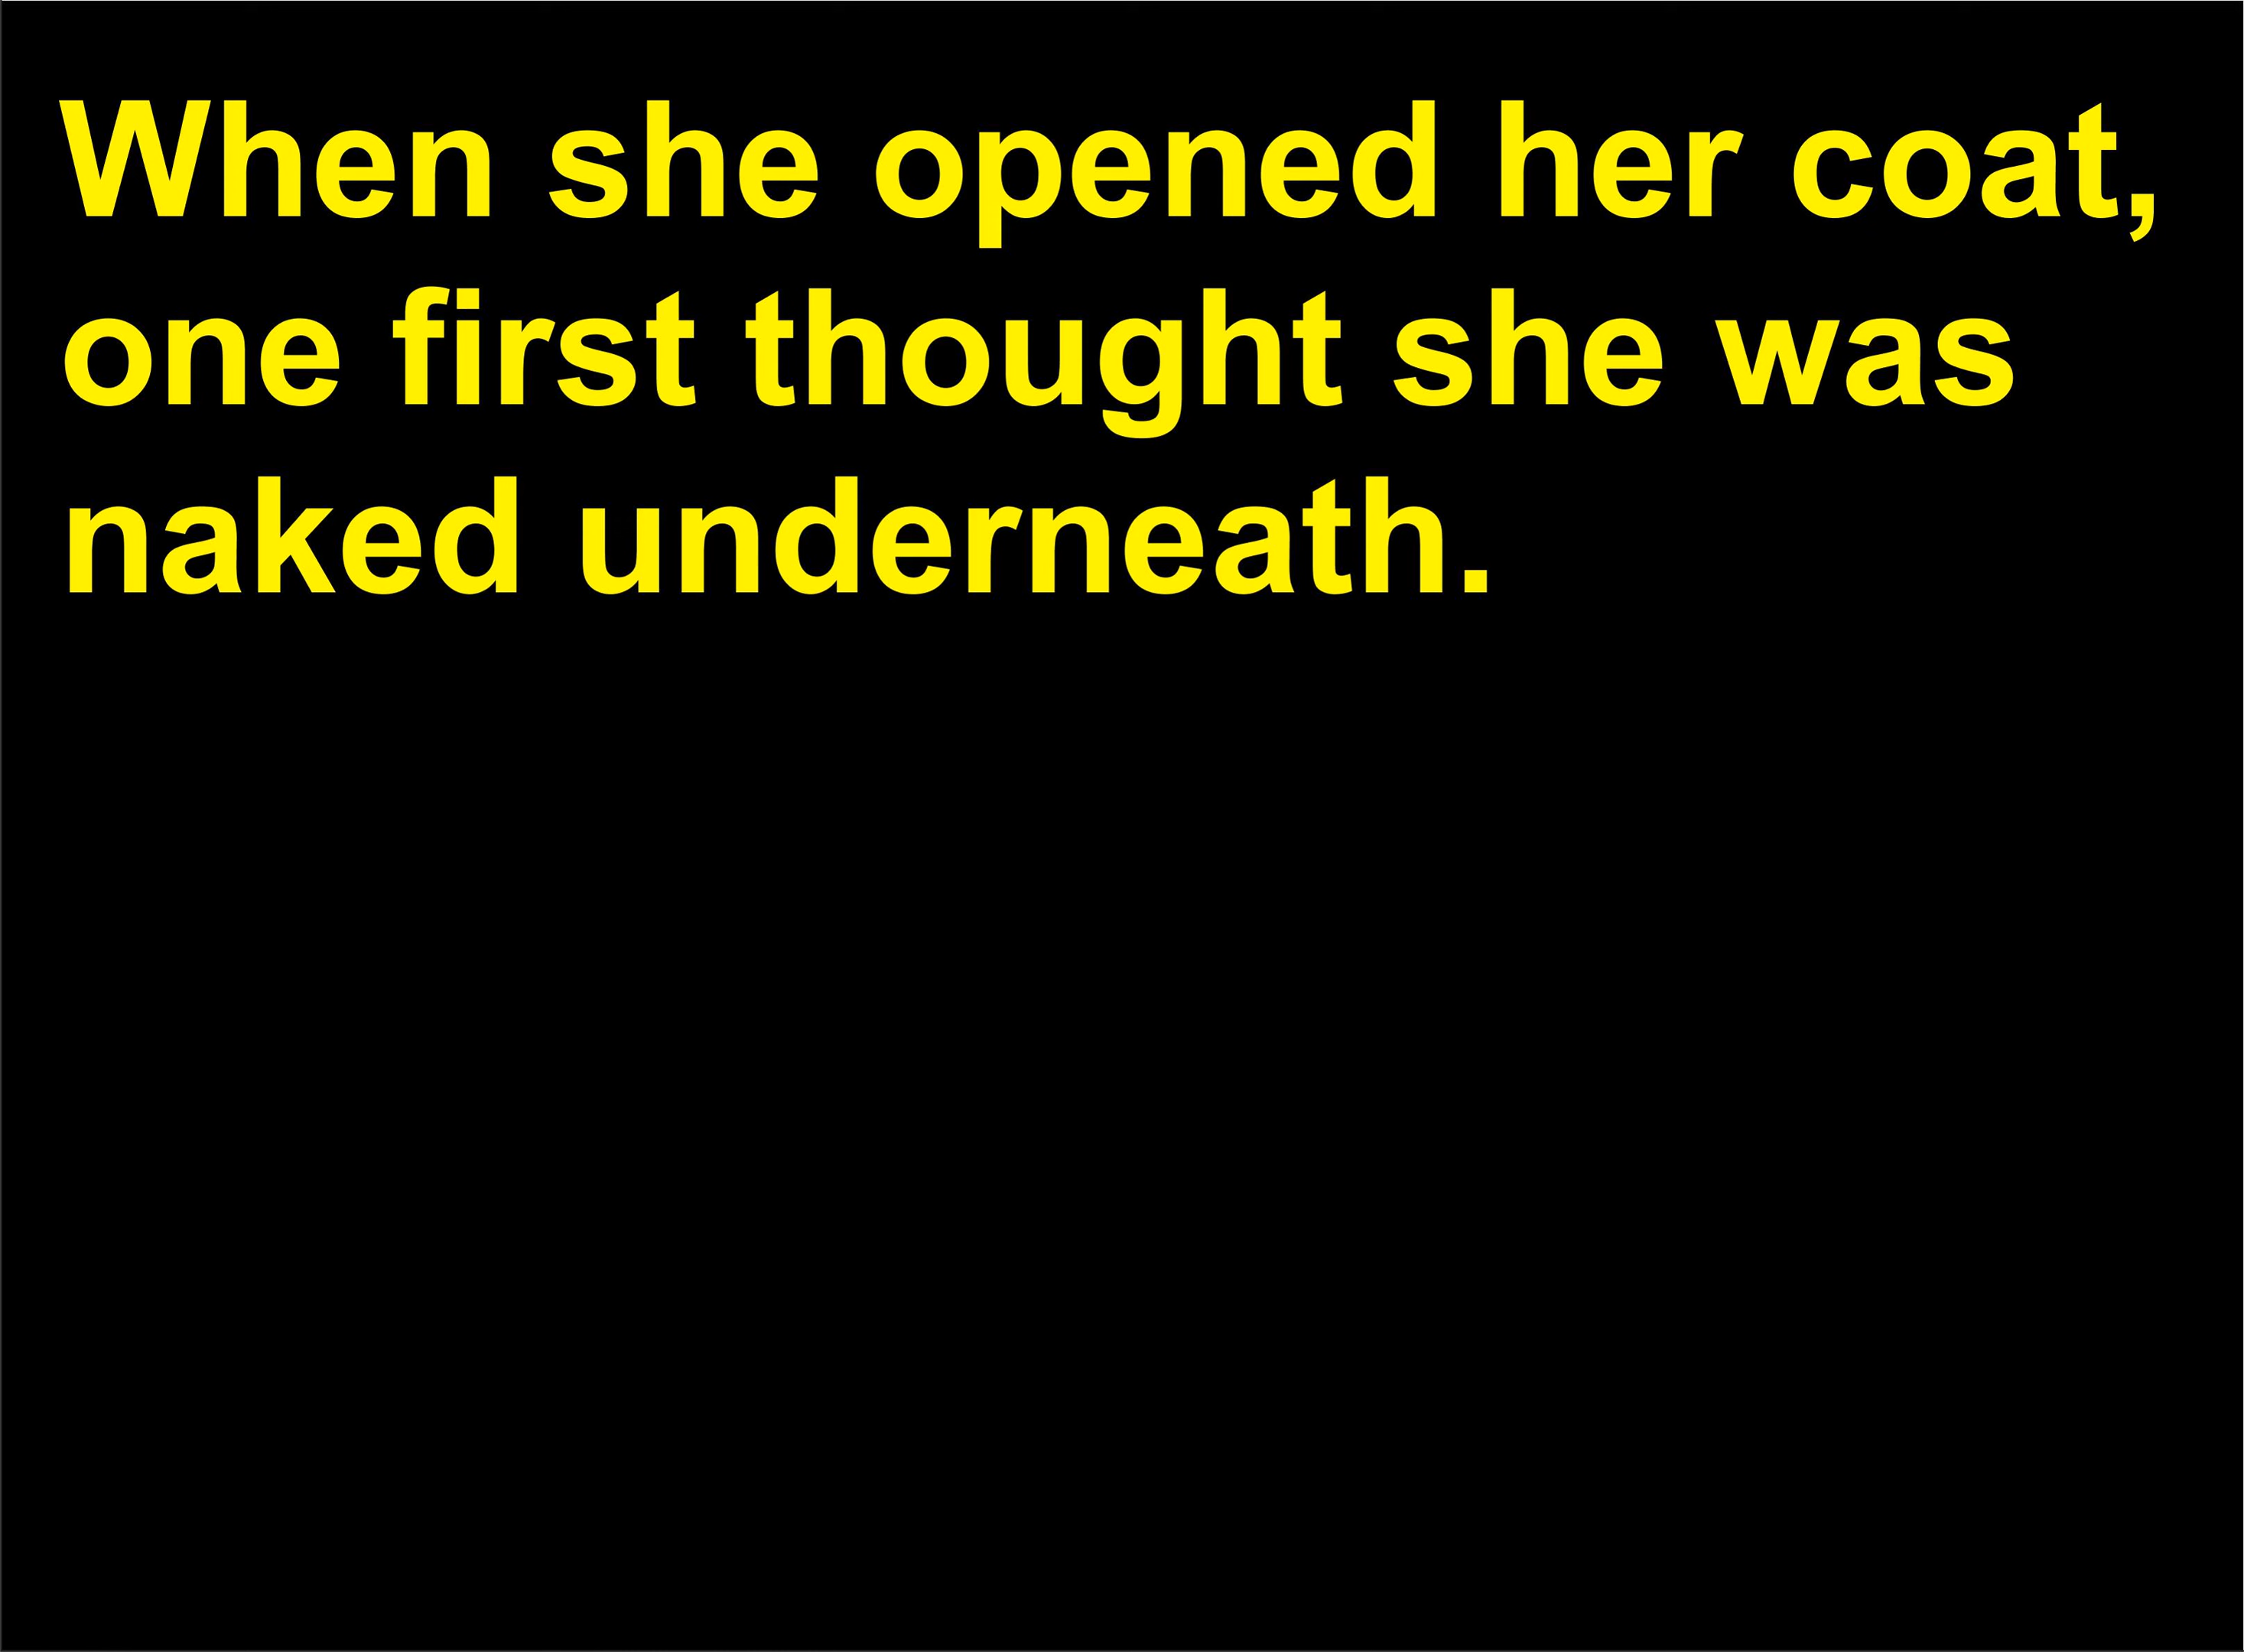 When she opened her coat,
one first thought she was
naked underneath.